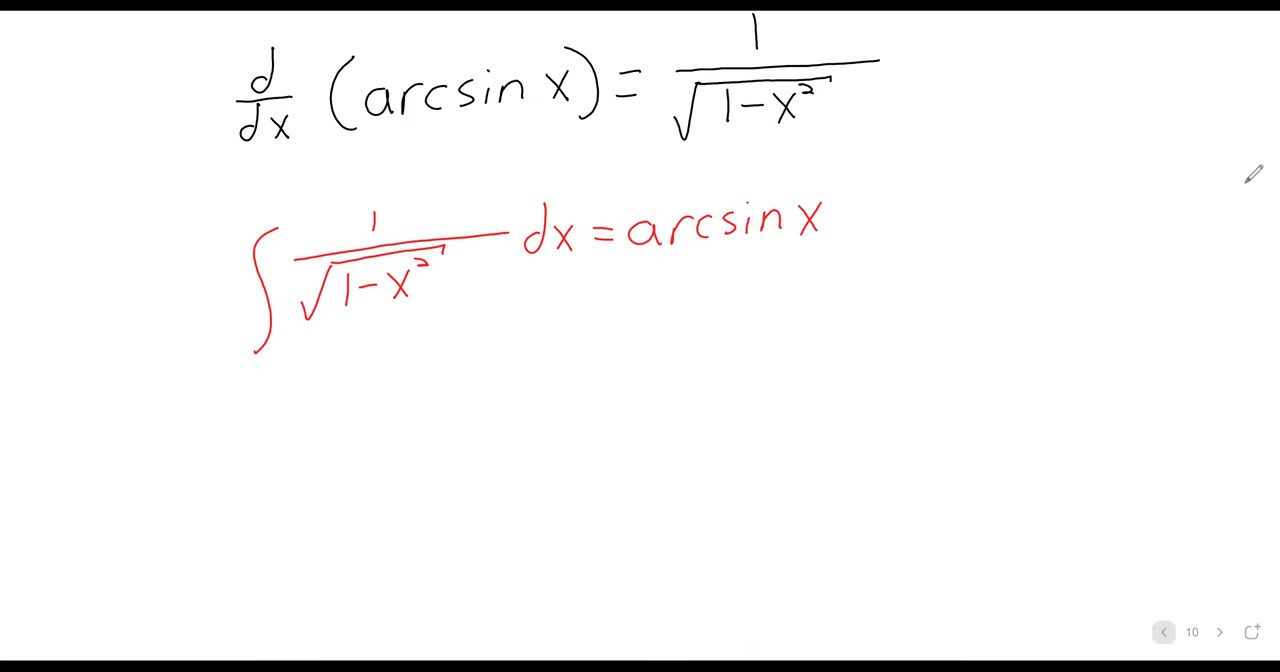 d/dx (arcsin x) = 1/√(1-x²)
∫ 1/√(1-x²) dx = arcsin x
10